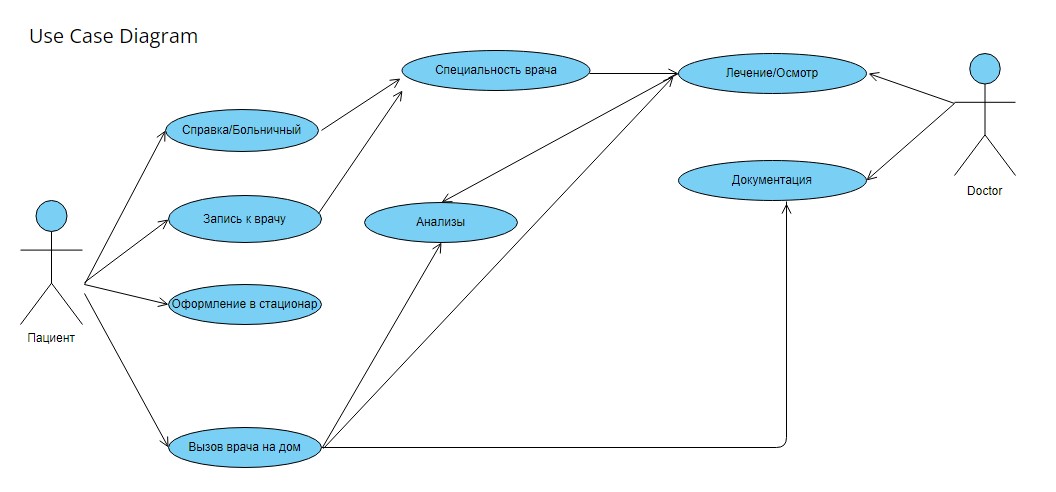 Use Case Diagram
Специальность врача
Лечение/Осмотр
Справка/Больничный
Документация
Doctor
Запись к врачу
Анализы
Оформление в стационар
Пациент
Вызов врача на дом